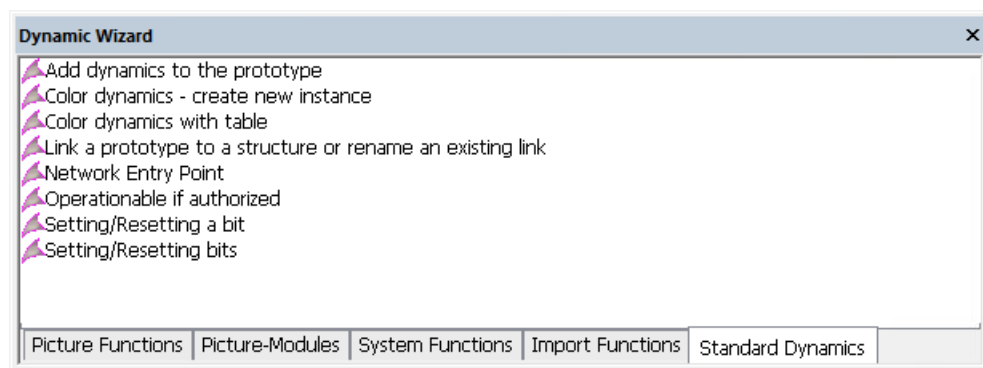 Dynamic Wizard
Add dynamics to the prototype
Color dynamics - create new instance
Color dynamics with table
Link a prototype to a structure or rename an existing link
Network Entry Point
Operationable if authorized
Setting/Resetting a bit
Setting/Resetting bits
Picture Functions Picture-Modules System Functions Import Functions Standard Dynamics